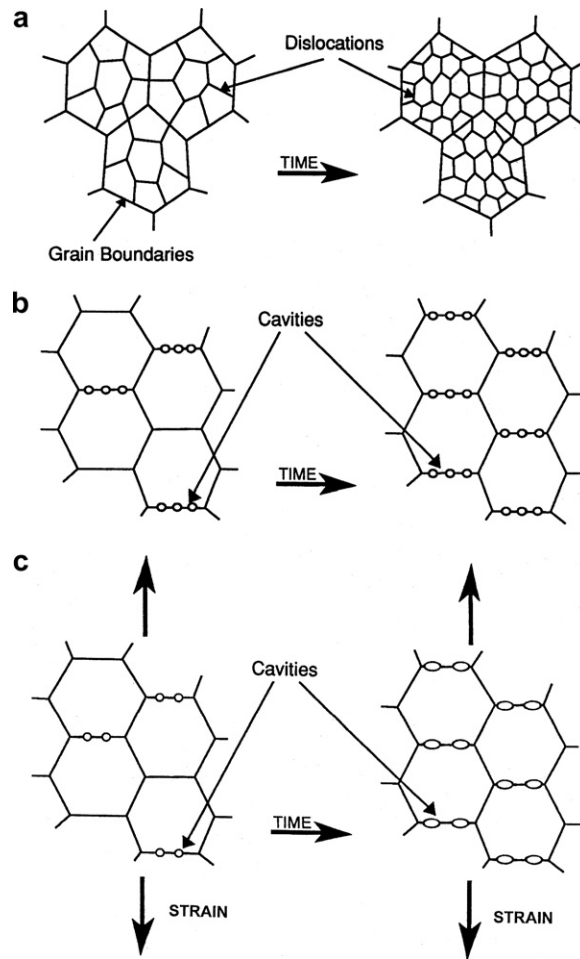 a
Dislocations
TIME
Grain Boundaries
b
Cavities
TIME
c
Cavities
TIME
STRAIN
STRAIN